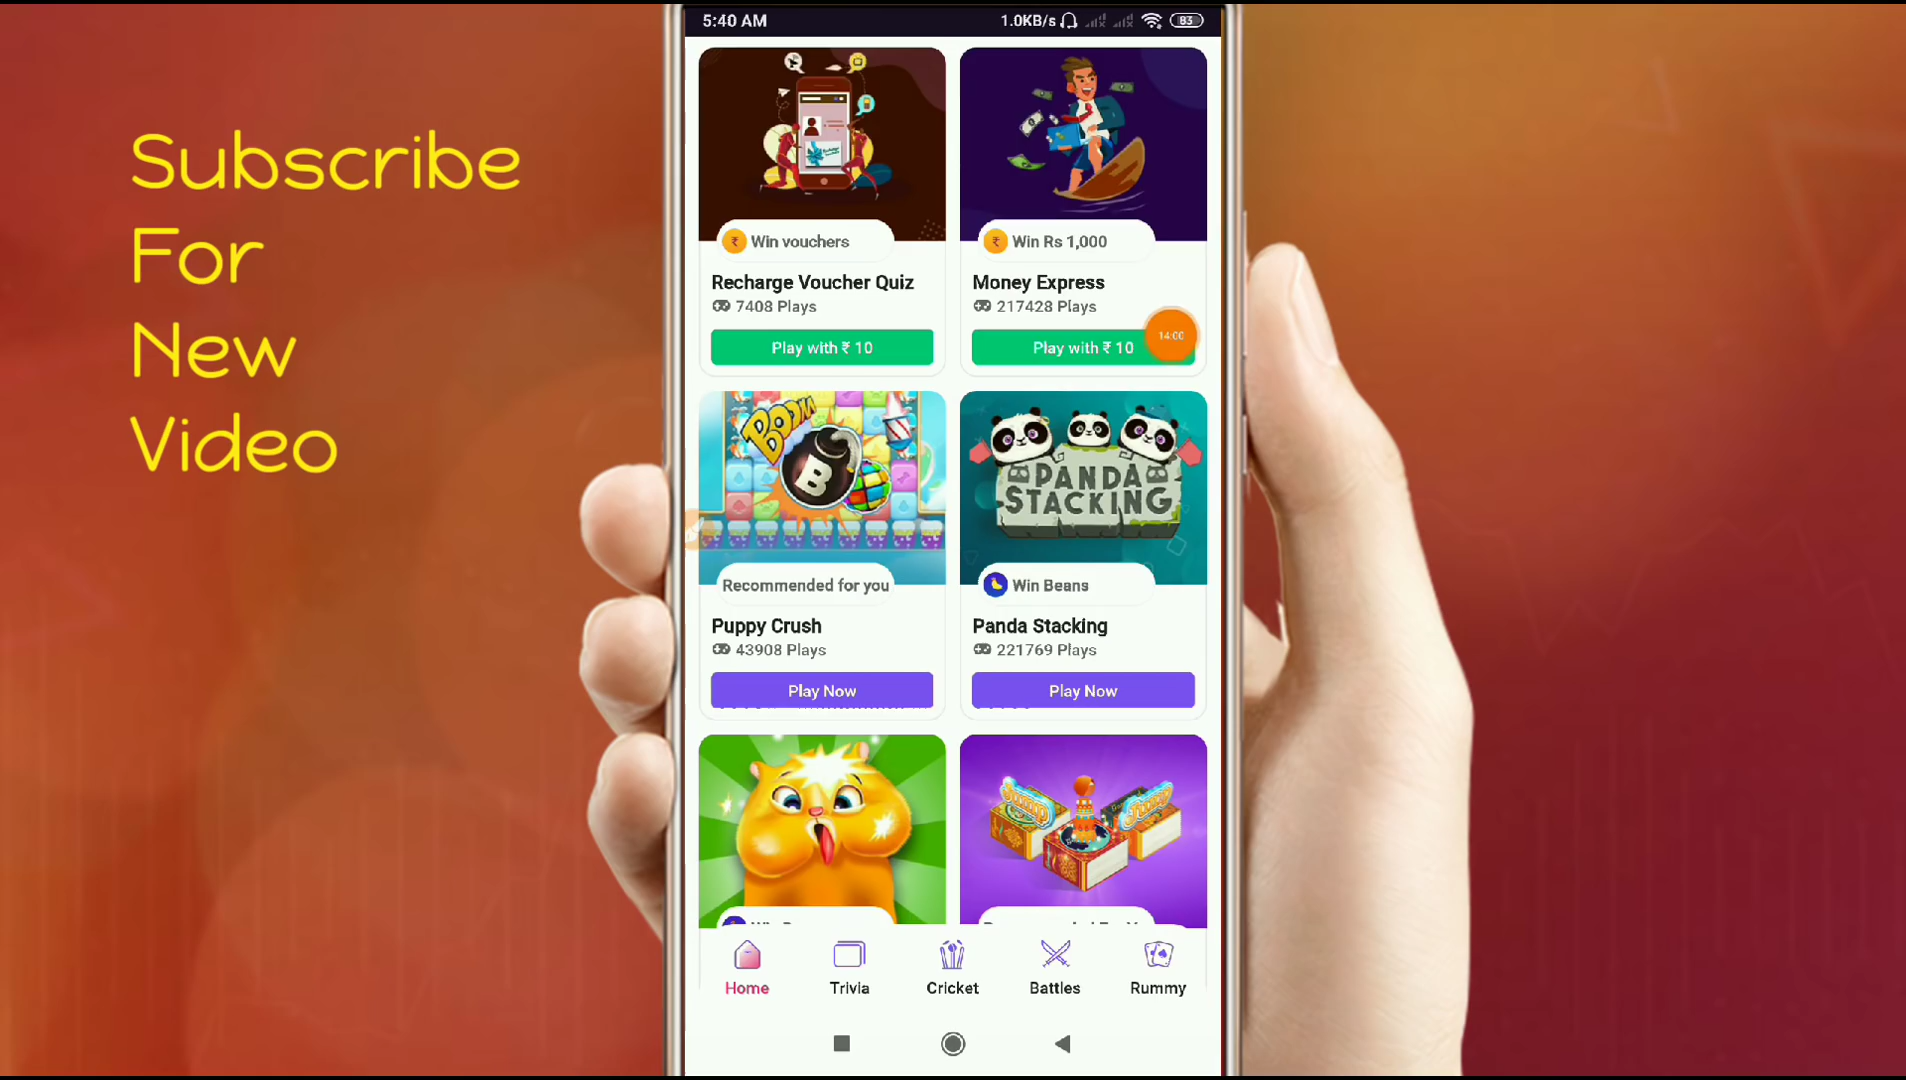 Subscribe
For
New
Video
5:40 AM
1.0KB/s
83
Win vouchers
Win Rs 1,000
Recharge Voucher Quiz
Money Express
7408 Plays
217428 Plays
14:00
Play with ₹ 10
Play with ₹ 10
BOOM
B
PANDA
STACKING
Recommended for you
Win Beans
Puppy Crush
Panda Stacking
43908 Plays
221769 Plays
Play Now
Play Now
Jump
Jump
Home
Trivia
Cricket
Battles
Rummy